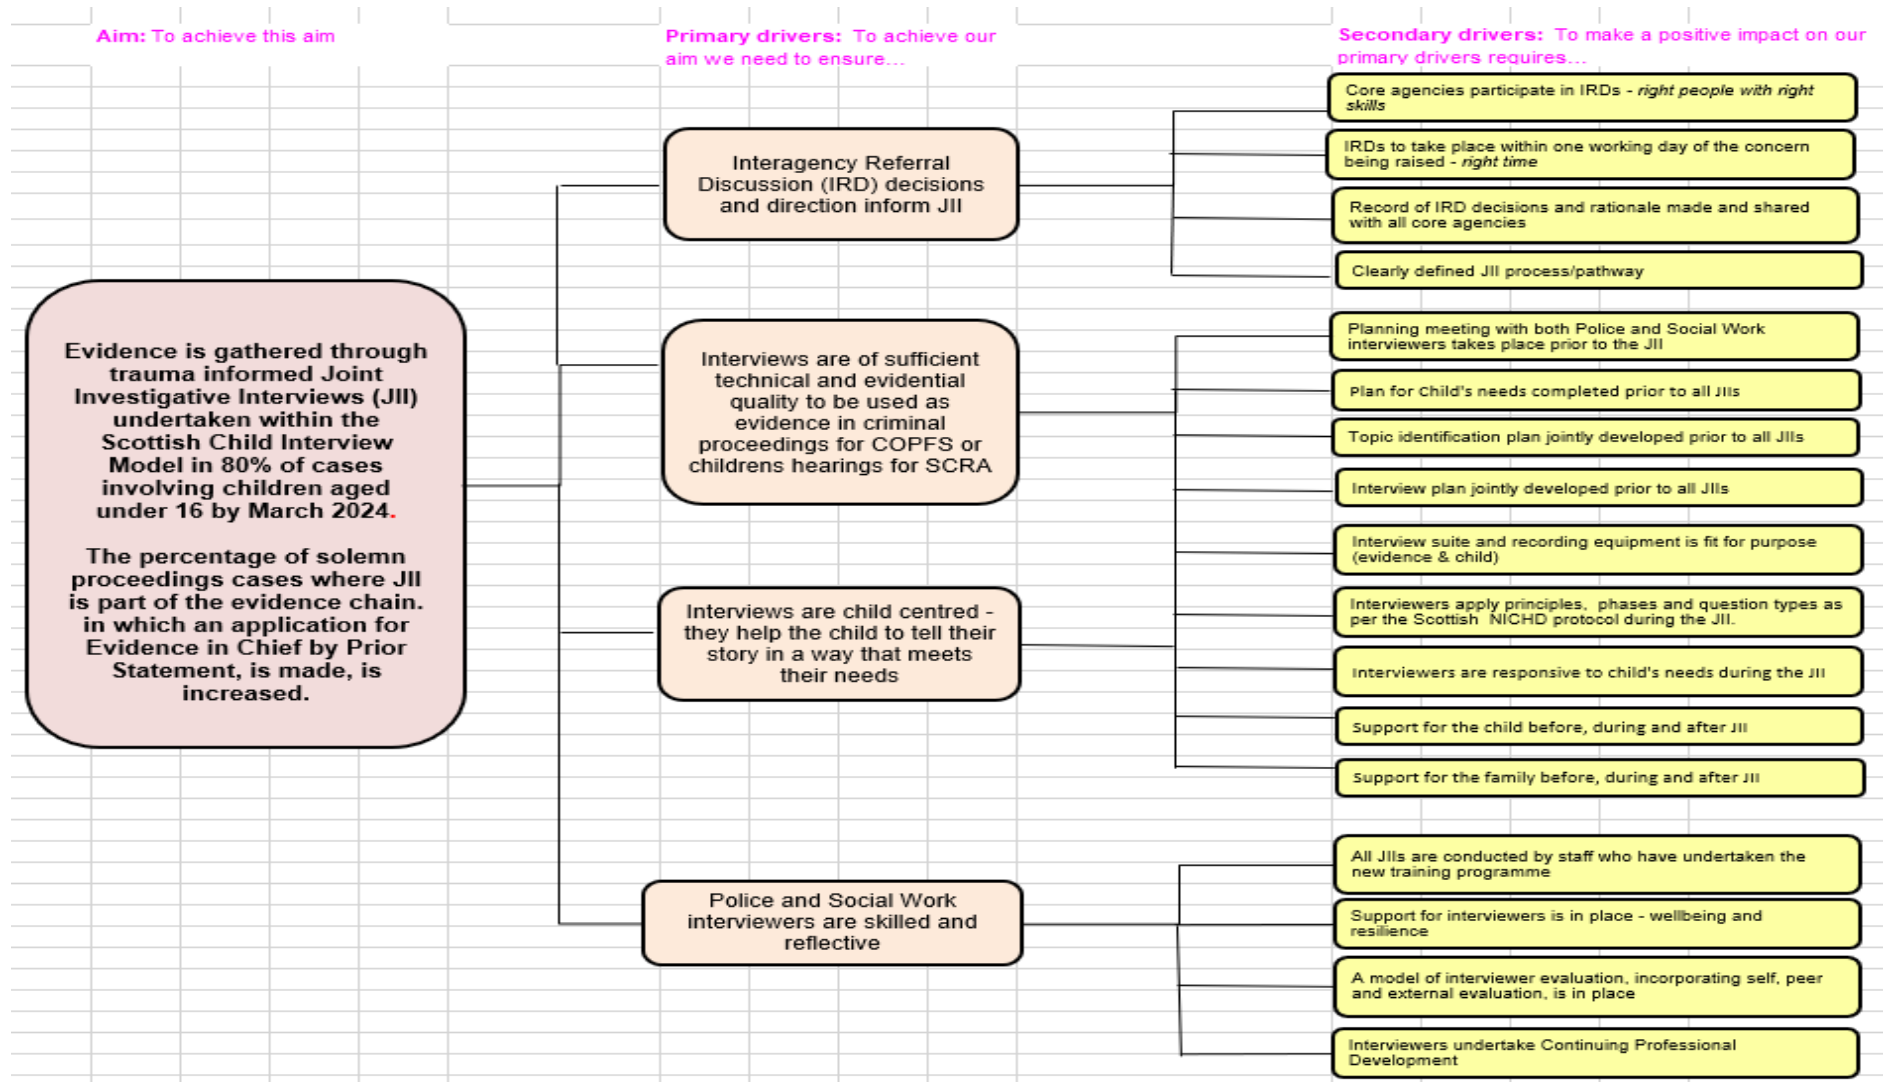 Aim: To achieve this aim
Primary drivers: To achieve our
aim we need to ensure...
Secondary drivers: To make a positive impact on our
primary drivers requires...
Evidence is gathered through
trauma informed Joint
Investigative Interviews (JII)
undertaken within the
Scottish Child Interview
Model in 80% of cases
involving children aged
under 16 by March 2024.
The percentage of solemn
proceedings cases where JII
is part of the evidence chain.
in which an application for
Evidence in Chief by Prior
Statement, is made, is
increased.
Interagency Referral
Discussion (IRD) decisions
and direction inform JII
Interviews are of sufficient
technical and evidential
quality to be used as
evidence in criminal
proceedings for COPFS or
childrens hearings for SCRA
Interviews are child centred -
they help the child to tell their
story in a way that meets
their needs
Police and Social Work
interviewers are skilled and
reflective
Core agencies participate in IRDs - right people with right
skills
IRDs to take place within one working day of the concern
being raised - right time
Record of IRD decisions and rationale made and shared
with all core agencies
Clearly defined JII process/pathway
Planning meeting with both Police and Social Work
interviewers takes place prior to the JII
Plan for Child's needs completed prior to all JIIs
Topic identification plan jointly developed prior to all JIIs
Interview plan jointly developed prior to all JIIs
Interview suite and recording equipment is fit for purpose
(evidence & child)
Interviewers apply principles, phases and question types as
per the Scottish NICHD protocol during the JII.
Interviewers are responsive to child's needs during the JII
Support for the child before, during and after JII
Support for the family before, during and after JII
All JIIs are conducted by staff who have undertaken the
new training programme
Support for interviewers is in place - wellbeing and
resilience
A model of interviewer evaluation, incorporating self, peer
and external evaluation, is in place
Interviewers undertake Continuing Professional
Development